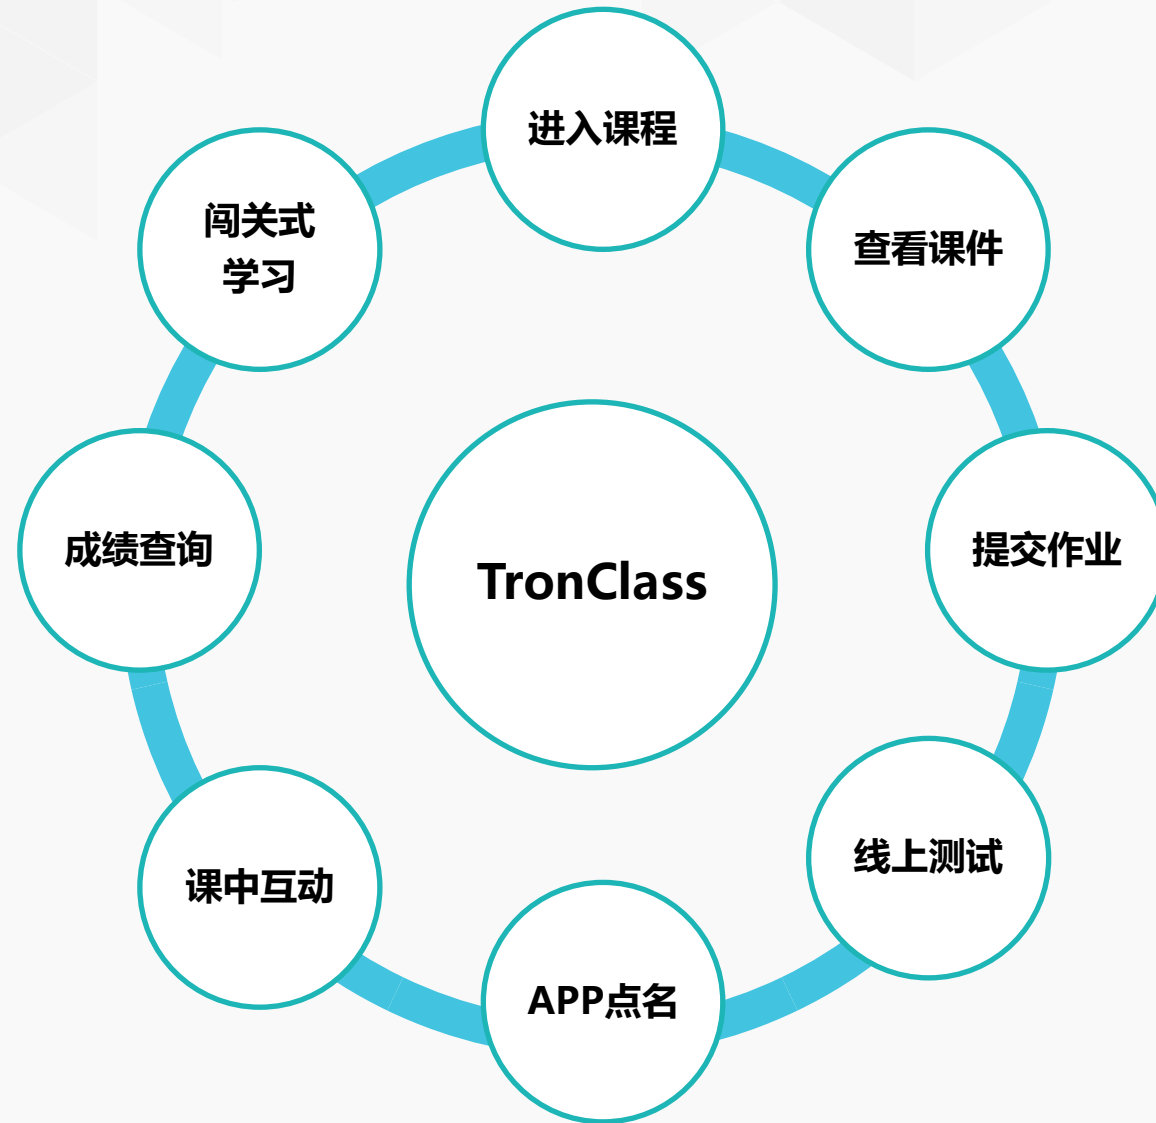 进入课程
闯关式
学习
查看课件
成绩查询
TronClass
提交作业
课中互动
线上测试
APP点名